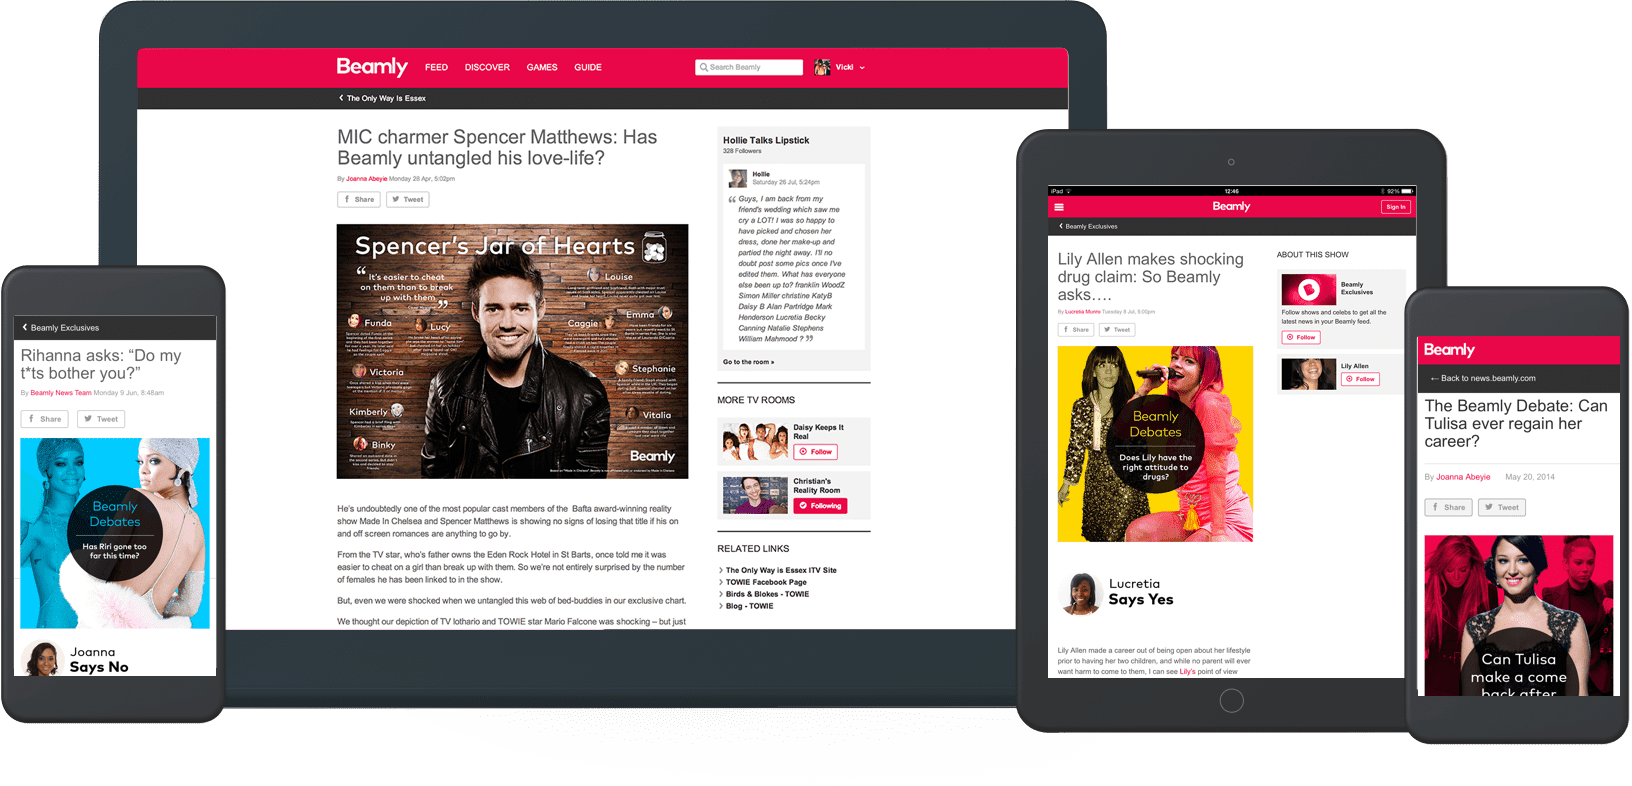 Beamly
FEED
DISCOVER
GAMES
GUIDE
Search Beamly
Vicki
The Only Way Is Essex
MIC charmer Spencer Matthews: Has
Beamly untangled his love-life?
By Joanna Abeyie Monday 28 Apr, 5:02pm
Share
Tweet
Spencer's Jar of Hearts
“It's easier to cheat
on them than to break
up with them.”
Louise
Funda
Lucy
Caggie
Emma
Victoria
Stephanie
Kimberly
Vitalia
Binky
Beamly
He's undoubtedly one of the most popular cast members of the Bafta award-winning reality
show Made In Chelsea and Spencer Matthews is showing no signs of losing that title if his on
and off screen romances are anything to go by.
From the TV star, who's father owns the Eden Rock Hotel in St Barts, once told me it was
easier to cheat on a girl than break up with them. So we're not entirely surprised by the number
of females he has been linked to in the show.
But, even we were shocked when we untangled this web of bed-buddies in our exclusive chart.
We thought our depiction of TV lothario and TOWIE star Mario Falcone was shocking – but just
Hollie Talks Lipstick
328 Followers
Hollie
Saturday 26 Jul, 5:24pm
“ Guys, I am back from my
friend's wedding which saw me
cry a LOT! I was so happy to
have picked and chosen her
dress, done her make-up and
partied the night away. I'll no
doubt post some pics once I've
edited them. What has everyone
else been up to? franklin WoodZ
Simon Miller christine KatyB
Daisy B Alan Partridge Mark
Henderson Lucretia Becky
Canning Natalie Stephens
William Mahmood ? ”
Go to the room »
MORE TV ROOMS
Daisy Keeps It
Real
Follow
Christian's
Reality Room
Following
RELATED LINKS
The Only Way is Essex ITV Site
TOWIE Facebook Page
Birds & Blokes - TOWIE
Blog - TOWIE
Beamly Exclusives
Rihanna asks: “Do my
t*ts bother you?”
By Beamly News Team Monday 9 Jun, 8:48am
Share
Tweet
Beamly
Debates
Has Riri gone too
far this time?
Joanna
Says No
iPad
12:46
92%
Beamly
Sign In
Beamly Exclusives
Lily Allen makes shocking
drug claim: So Beamly
asks….
By Lucretia Munro Tuesday 8 Jul, 5:00pm
Share
Tweet
Beamly
Debates
Does Lily have the
right attitude to
drugs?
Lucretia
Says Yes
Lily Allen made a career out of being open about her lifestyle
prior to having her two children, and while no parent will ever
want harm to come to them, I can see Lily's point of view
ABOUT THIS SHOW
Beamly
Exclusives
Follow shows and celebs to get all the
latest news in your Beamly feed.
Follow
Lily Allen
Follow
Beamly
← Back to news.beamly.com
The Beamly Debate: Can
Tulisa ever regain her
career?
By Joanna Abeyie
May 20, 2014
Share
Tweet
Can Tulisa
make a come
back after